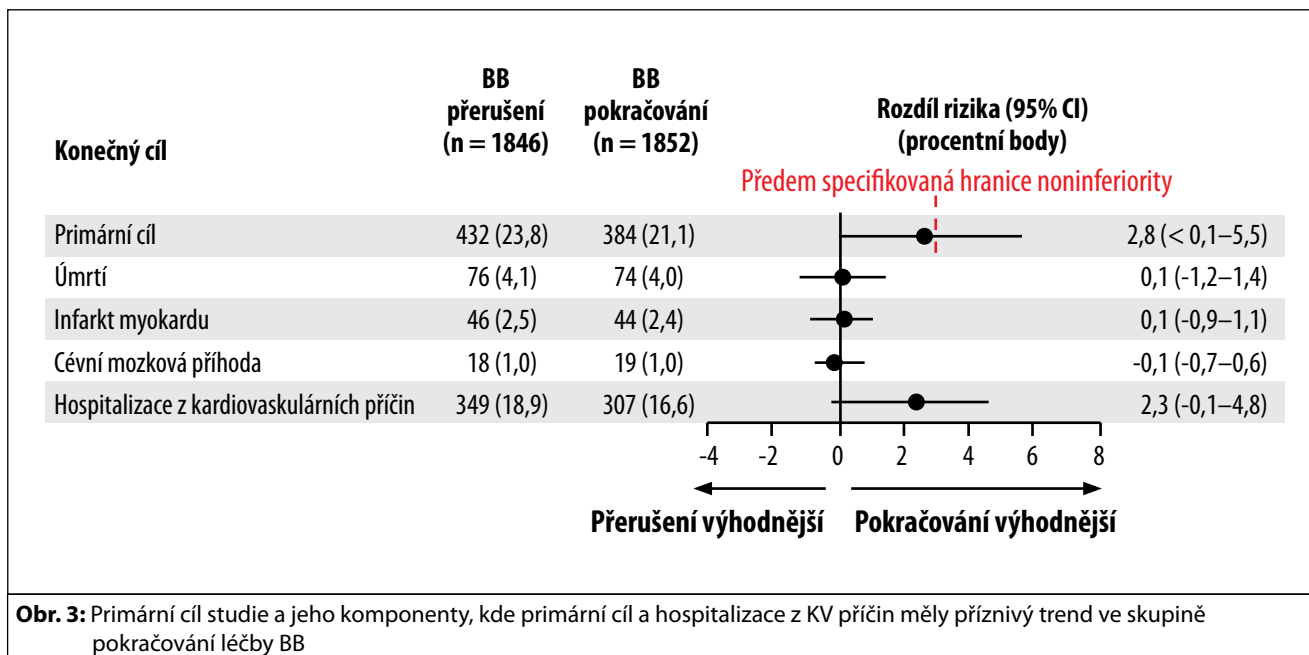 Konečný cíl
BB
přerušení
(n = 1846)
BB
pokračování
(n = 1852)
Rozdíl rizika (95% CI)
(procentní body)
Předem specifikovaná hranice noninferiority
Primární cíl 432 (23,8) 384 (21,1) 2,8 (< 0,1–5,5)
Úmrtí 76 (4,1) 74 (4,0) 0,1 (-1,2–1,4)
Infarkt myokardu 46 (2,5) 44 (2,4) 0,1 (-0,9–1,1)
Cévní mozková příhoda 18 (1,0) 19 (1,0) -0,1 (-0,7–0,6)
Hospitalizace z kardiovaskulárních příčin 349 (18,9) 307 (16,6) 2,3 (-0,1–4,8)
-4 -2 0 2 4 6 8
Přerušení výhodnější Pokračování výhodnější
Obr. 3: Primární cíl studie a jeho komponenty, kde primární cíl a hospitalizace z KV příčin měly příznivý trend ve skupině
pokračování léčby BB